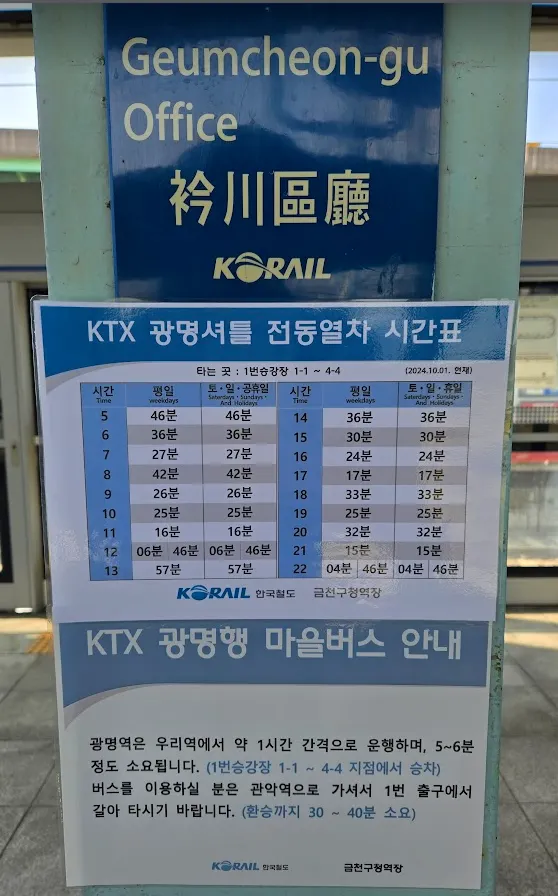 Geumcheon-gu
Office
衿川區廳
KORAIL
KTX 광명셔틀 전동열차 시간표
타는 곳 : 1번승강장 1-1 ~ 4-4 (2024.10.01. 현재)
시간 Time 평일 weekdays 토·일·공휴일 Saterdays·Sundays· And Holidays 시간 Time 평일 weekdays 토·일·휴일 Saterdays·Sundays· And Holidays
5 46분 46분 14 36분 36분
6 36분 36분 15 30분 30분
7 27분 27분 16 24분 24분
8 42분 42분 17 17분 17분
9 26분 26분 18 33분 33분
10 25분 25분 19 25분 25분
11 16분 16분 20 32분 32분
12 06분 46분 06분 46분 21 15분 15분
13 57분 57분 22 04분 46분 04분 46분
KORAIL 한국철도 금천구청역장
KTX 광명행 마을버스 안내
광명역은 우리역에서 약 1시간 간격으로 운행하며, 5~6분
정도 소요됩니다. (1번승강장 1-1 ~ 4-4 지점에서 승차)
버스를 이용하실 분은 관악역으로 가셔서 1번 출구에서
갈아 타시기 바랍니다. (환승까지 30 ~ 40분 소요)
KORAIL 한국철도 금천구청역장